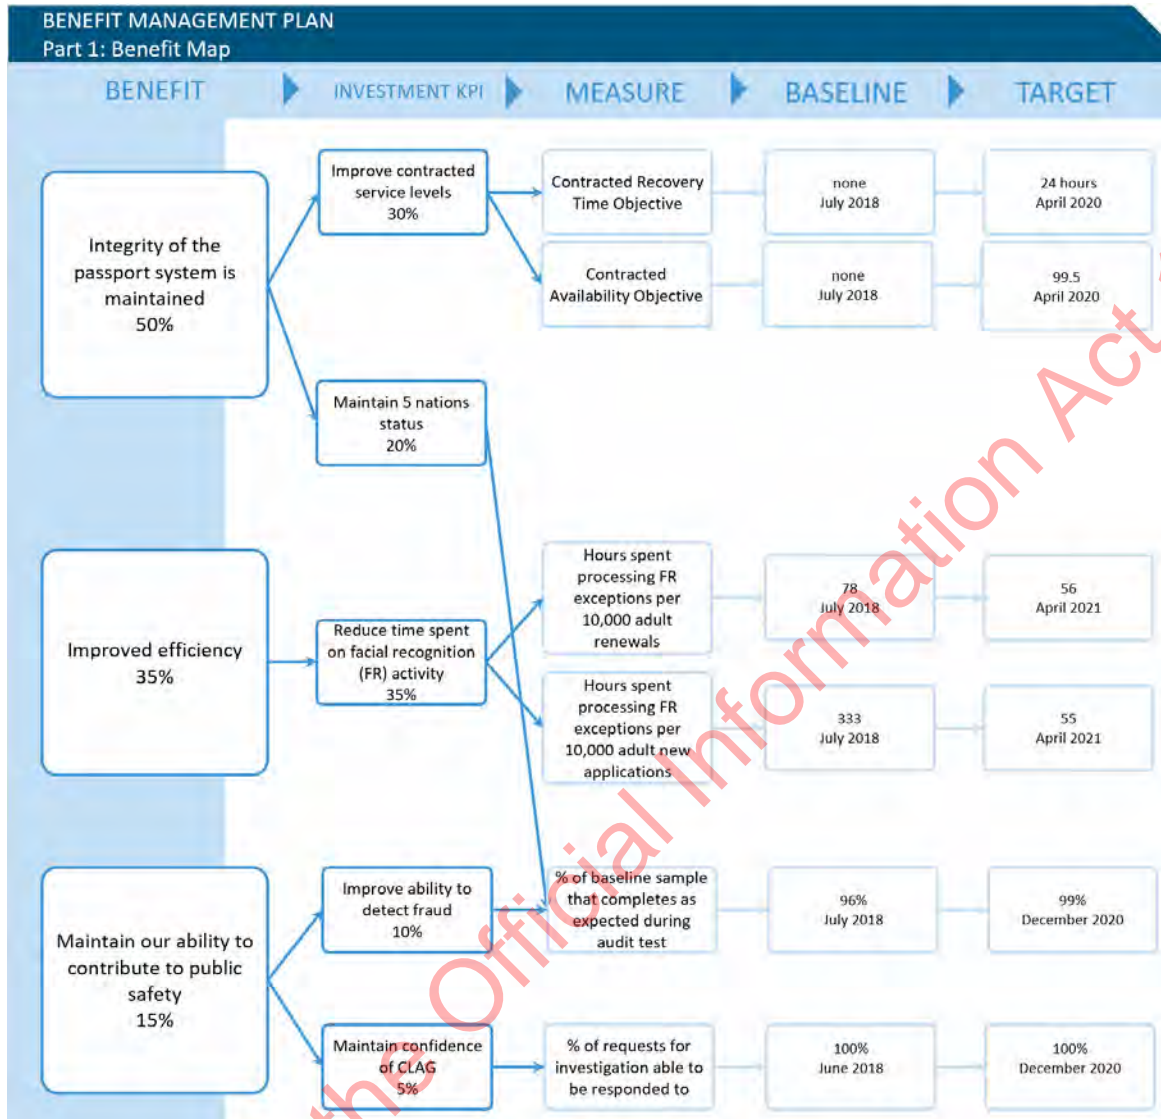 BENEFIT MANAGEMENT PLAN
Part 1: Benefit Map
BENEFIT
INVESTMENT KPI
MEASURE
BASELINE
TARGET
Integrity of the
passport system is
maintained
50%
Improve contracted
service levels
30%
Contracted Recovery
Time Objective
none
July 2018
24 hours
April 2020
Contracted
Availability Objective
none
July 2018
99.5
April 2020
Maintain 5 nations
status
20%
Improved efficiency
35%
Reduce time spent
on facial recognition
(FR) activity
35%
Hours spent
processing FR
exceptions per
10,000 adult
renewals
78
July 2018
56
April 2021
Hours spent
processing FR
exceptions per
10,000 adult new
applications
333
July 2018
55
April 2021
Maintain our ability to
contribute to public
safety
15%
Improve ability to
detect fraud
10%
% of baseline sample
that completes as
expected during
audit test
96%
July 2018
99%
December 2020
Maintain confidence
of CLAG
5%
% of requests for
investigation able to
be responded to
100%
June 2018
100%
December 2020
the Official Information Act